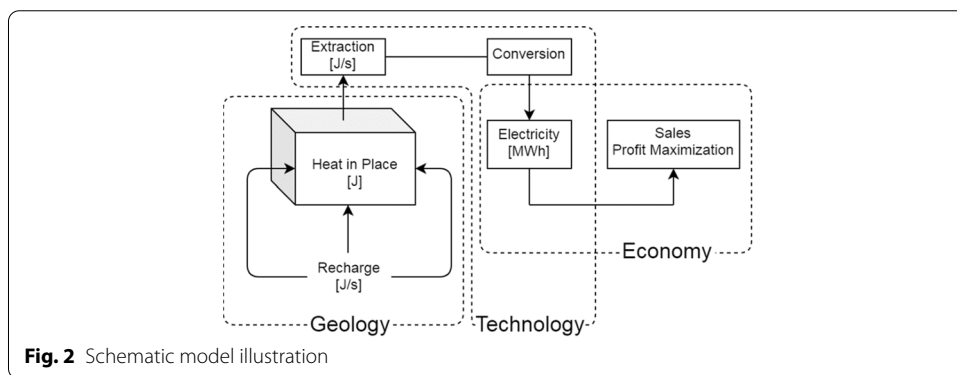 Extraction
[J/s]
Conversion
Heat in Place
[J]
Electricity
[MWh]
Sales
Profit Maximization
Recharge
[J/s]
Economy
Geology
Technology
Fig. 2 Schematic model illustration